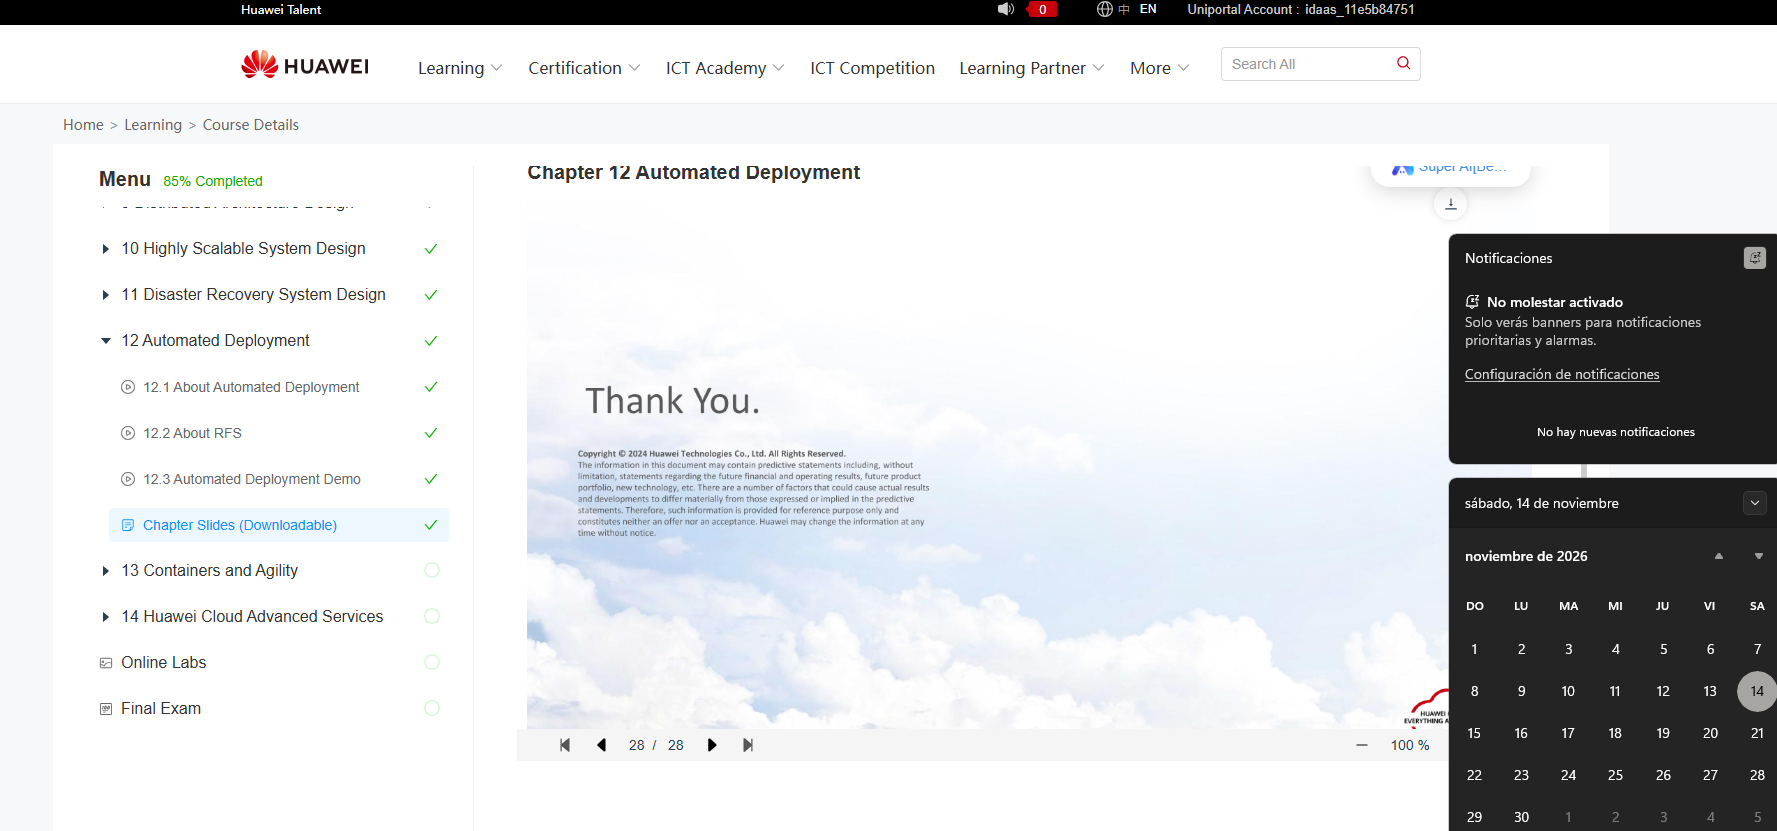 Huawei Talent
0
中 EN
Uniportal Account : idaas_11e5b84751
HUAWEI
Learning
Certification
ICT Academy
ICT Competition
Learning Partner
More
Search All
Home > Learning > Course Details
Menu 85% Completed
9 Distributed Architecture Design
10 Highly Scalable System Design
11 Disaster Recovery System Design
12 Automated Deployment
12.1 About Automated Deployment
12.2 About RFS
12.3 Automated Deployment Demo
Chapter Slides (Downloadable)
13 Containers and Agility
14 Huawei Cloud Advanced Services
Online Labs
Final Exam
Chapter 12 Automated Deployment
Super AI[Be...
Thank You.
Copyright © 2024 Huawei Technologies Co., Ltd. All Rights Reserved.
The information in this document may contain predictive statements including, without
limitation, statements regarding the future financial and operating results, future product
portfolio, new technology, etc. There are a number of factors that could cause actual results
and developments to differ materially from those expressed or implied in the predictive
statements. Therefore, such information is provided for reference purpose only and
constitutes neither an offer nor an acceptance. Huawei may change the information at any
time without notice.
HUAWEI
EVERYTHING A
28 / 28
100 %
Notificaciones
No molestar activado
Solo verás banners para notificaciones
prioritarias y alarmas.
Configuración de notificaciones
No hay nuevas notificaciones
sábado, 14 de noviembre
noviembre de 2026
DO LU MA MI JU VI SA
1 2 3 4 5 6 7
8 9 10 11 12 13 14
15 16 17 18 19 20 21
22 23 24 25 26 27 28
29 30 1 2 3 4 5